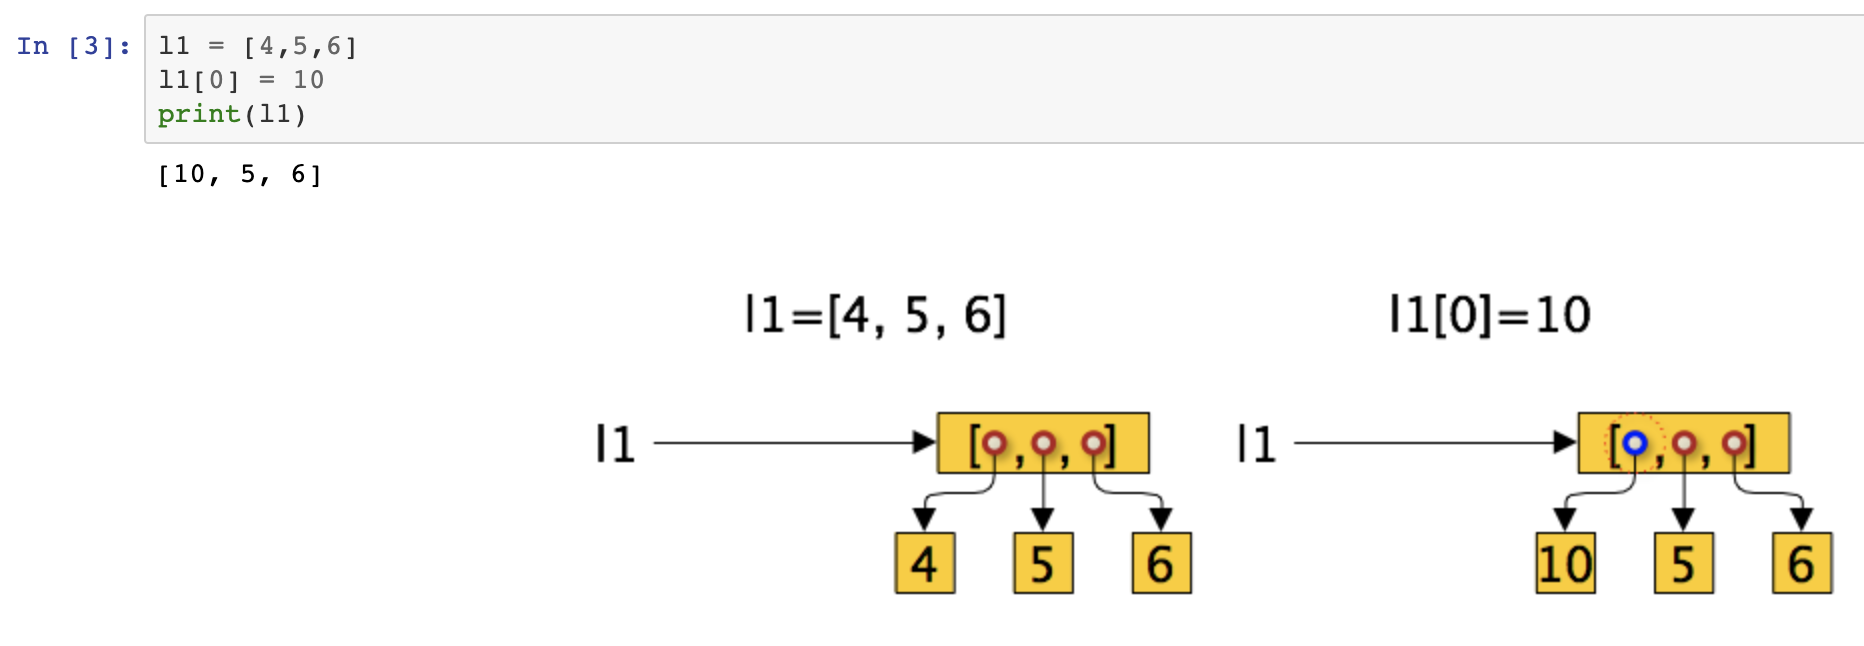 In [3]: l1 = [4,5,6]
l1[0] = 10
print(l1)
[10, 5, 6]
l1=[4, 5, 6]
l1[0]=10
l1
[ , , ]
4 5 6
l1
[ , , ]
10 5 6